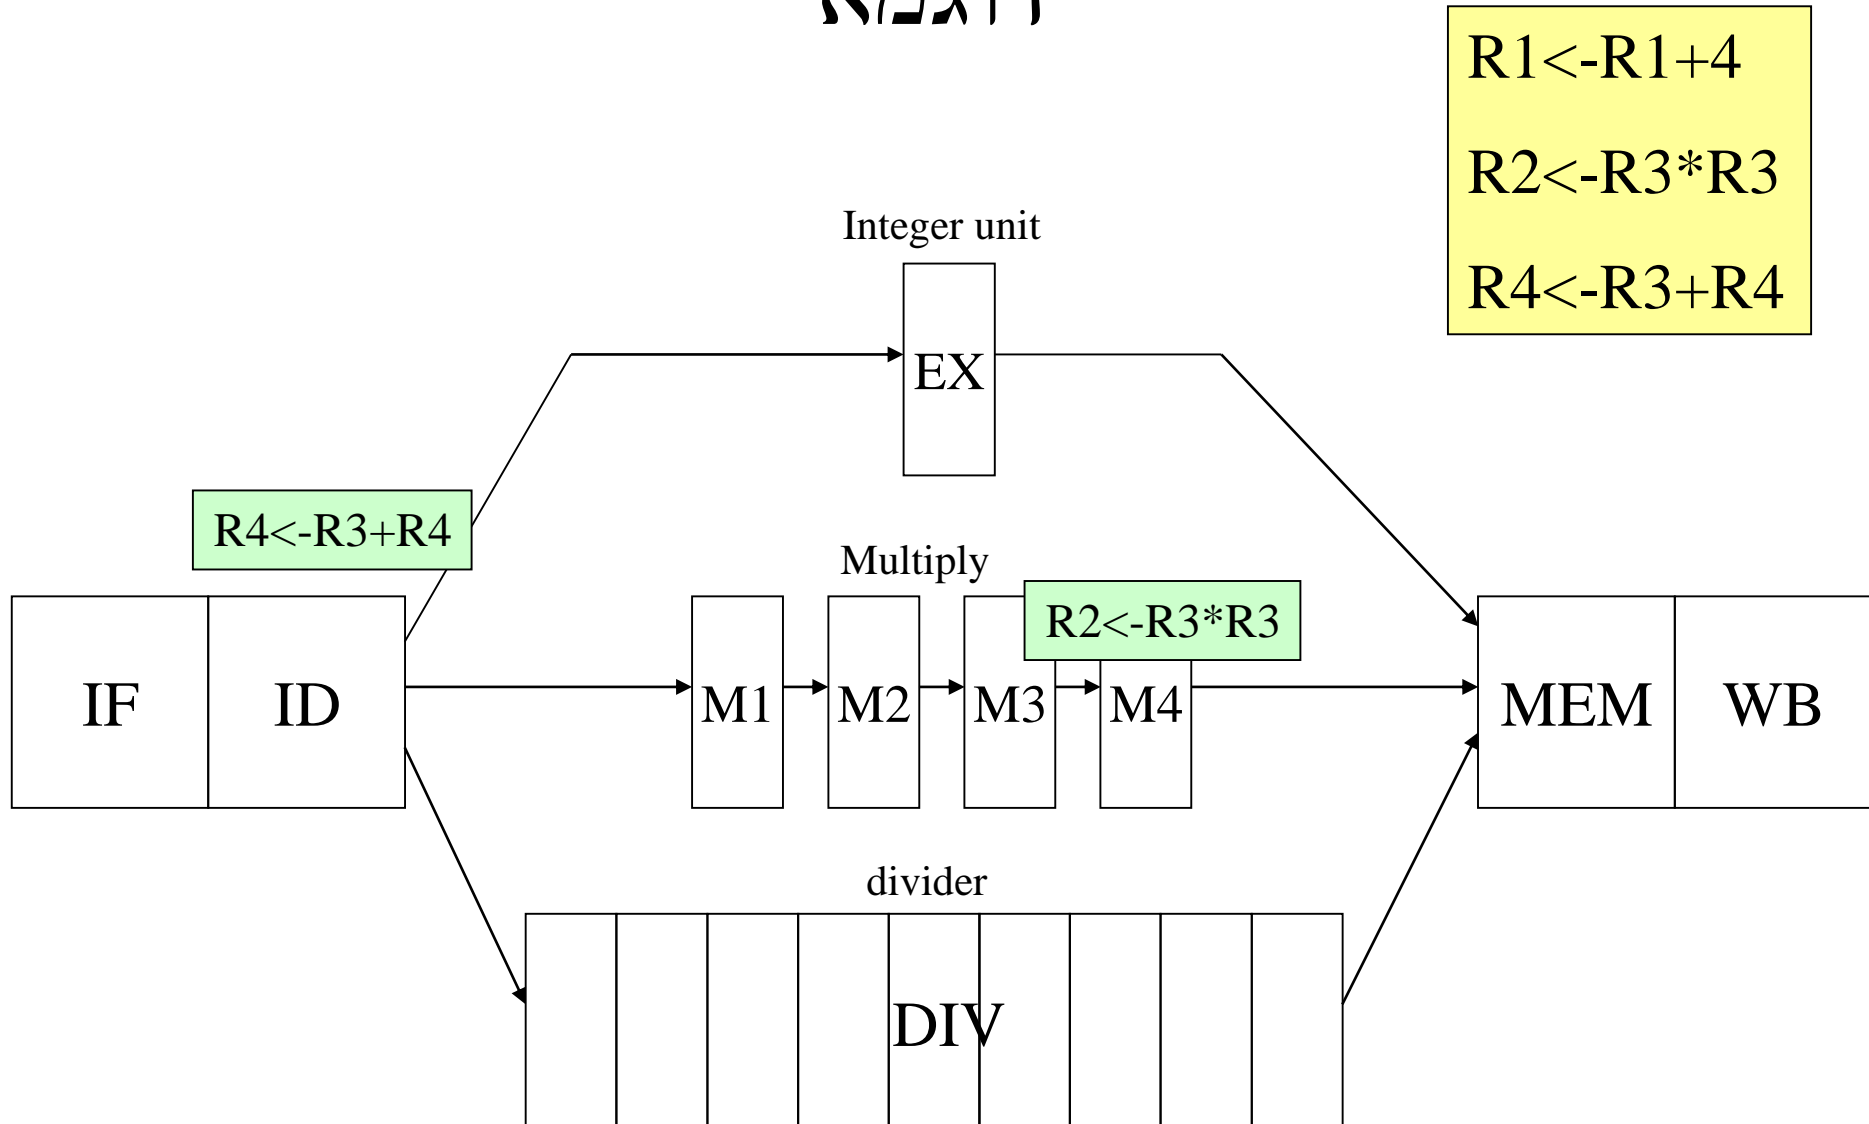 R1<-R1+4
R2<-R3*R3
R4<-R3+R4
Integer unit
EX
R4<-R3+R4
Multiply
R2<-R3*R3
IF ID M1 M2 M3 M4 MEM WB
divider
DIV